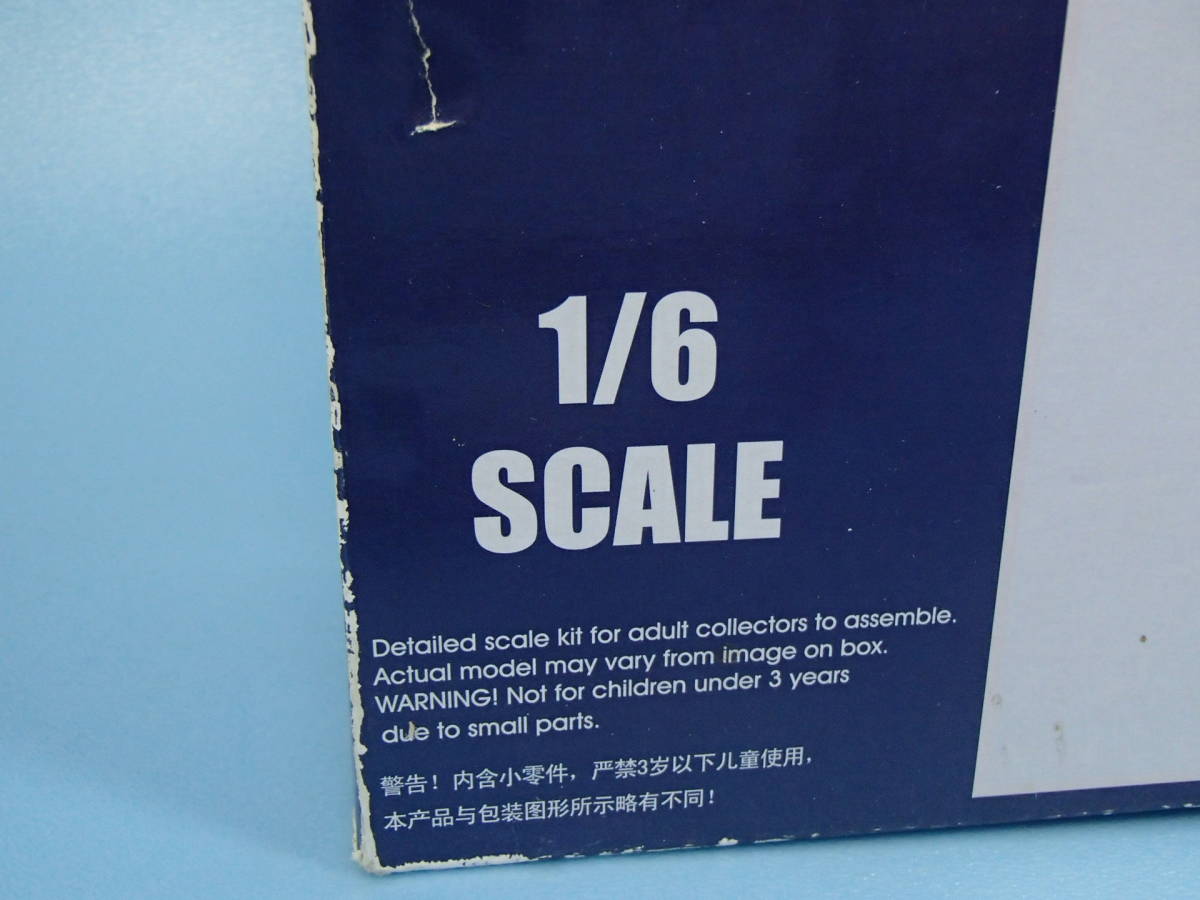 1/6
SCALE
Detailed scale kit for adult collectors to assemble.
Actual model may vary from image on box.
WARNING! Not for children under 3 years
due to small parts.
警告！内含小零件，严禁3岁以下儿童使用，
本产品与包装图形所示略有不同！